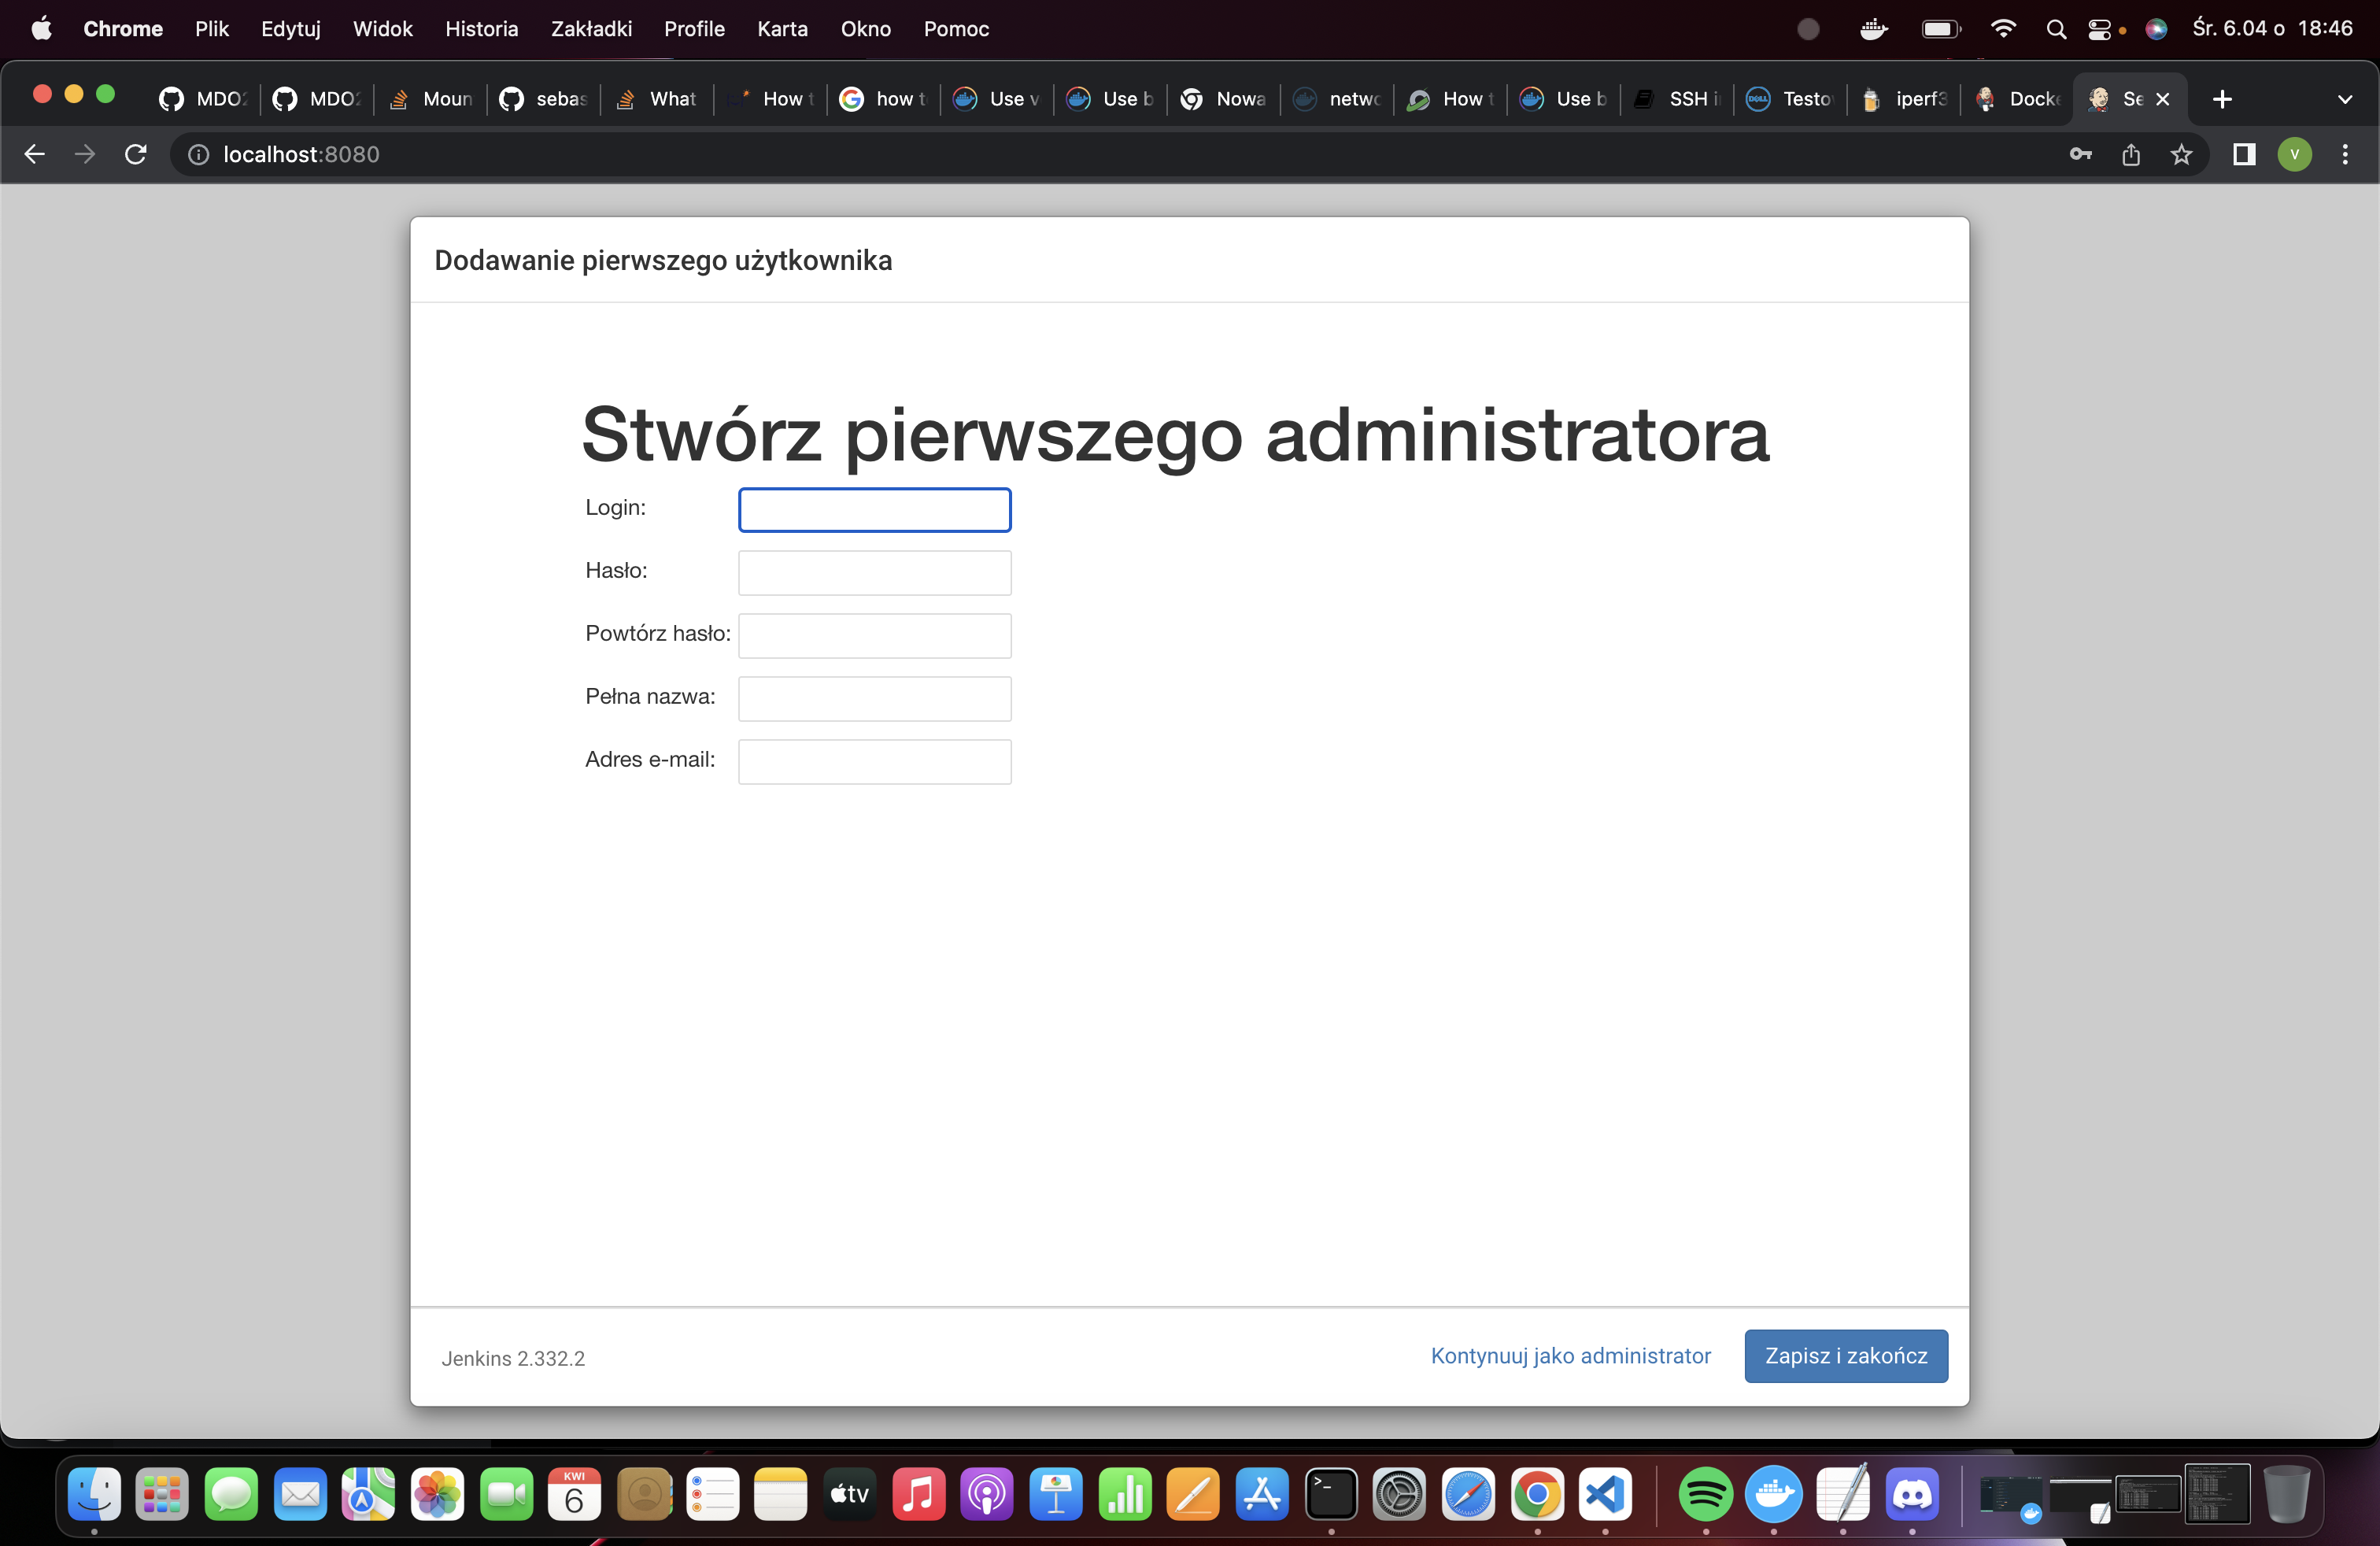 Chrome Plik Edytuj Widok Historia Zakładki Profile Karta Okno Pomoc Śr. 6.04 o 18:46
MDO2 MDO2 Moun sebas What How t how t Use v Use b Nowa netwo How t Use b SSH i Testo iperf3 Docke Se
localhost:8080 V
Dodawanie pierwszego użytkownika
Stwórz pierwszego administratora
Login:
Hasło:
Powtórz hasło:
Pełna nazwa:
Adres e-mail:
Jenkins 2.332.2 Kontynuuj jako administrator Zapisz i zakończ
KWI
6
tv